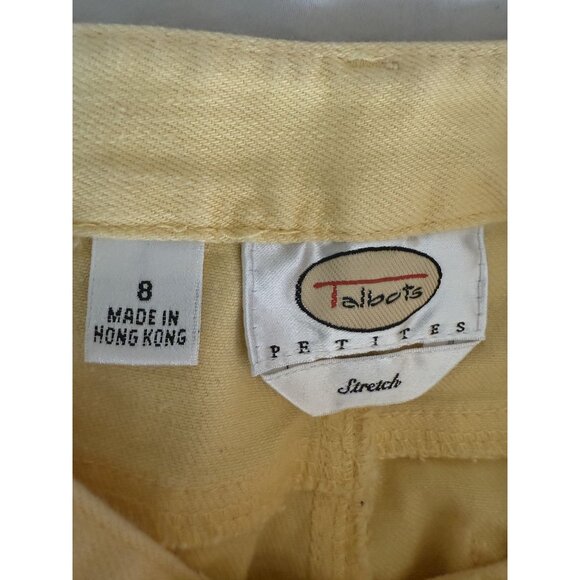 8
MADE IN
HONG KONG
Talbots
PETITES
Stretch